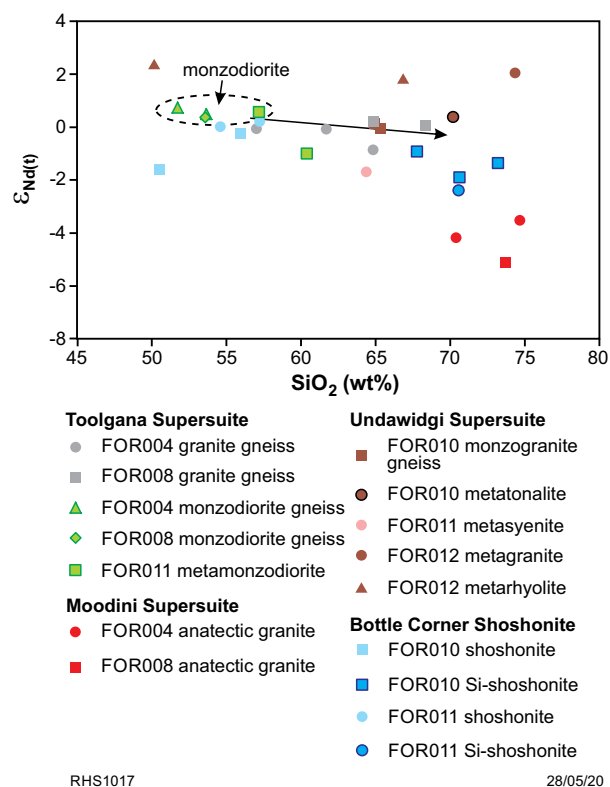 4
2
0
-2
-4
-6
-8
εNd(t)
monzodiorite
45 50 55 60 65 70 75 80
SiO2 (wt%)
Toolgana Supersuite
FOR004 granite gneiss
FOR008 granite gneiss
FOR004 monzodiorite gneiss
FOR008 monzodiorite gneiss
FOR011 metamonzodiorite
Moodini Supersuite
FOR004 anatectic granite
FOR008 anatectic granite
Undawidgi Supersuite
FOR010 monzogranite
gneiss
FOR010 metatonalite
FOR011 metasyenite
FOR012 metagranite
FOR012 metarhyolite
Bottle Corner Shoshonite
FOR010 shoshonite
FOR010 Si-shoshonite
FOR011 shoshonite
FOR011 Si-shoshonite
RHS1017
28/05/20